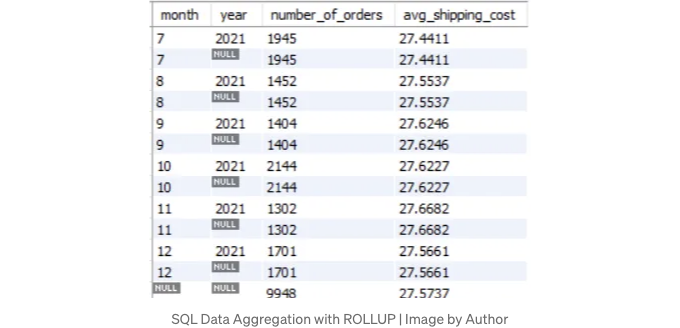 month year number_of_orders avg_shipping_cost
7 2021 1945 27.4411
7 NULL 1945 27.4411
8 2021 1452 27.5537
8 NULL 1452 27.5537
9 2021 1404 27.6246
9 NULL 1404 27.6246
10 2021 2144 27.6227
10 NULL 2144 27.6227
11 2021 1302 27.6682
11 NULL 1302 27.6682
12 2021 1701 27.5661
12 NULL 1701 27.5661
NULL NULL 9948 27.5737
SQL Data Aggregation with ROLLUP | Image by Author